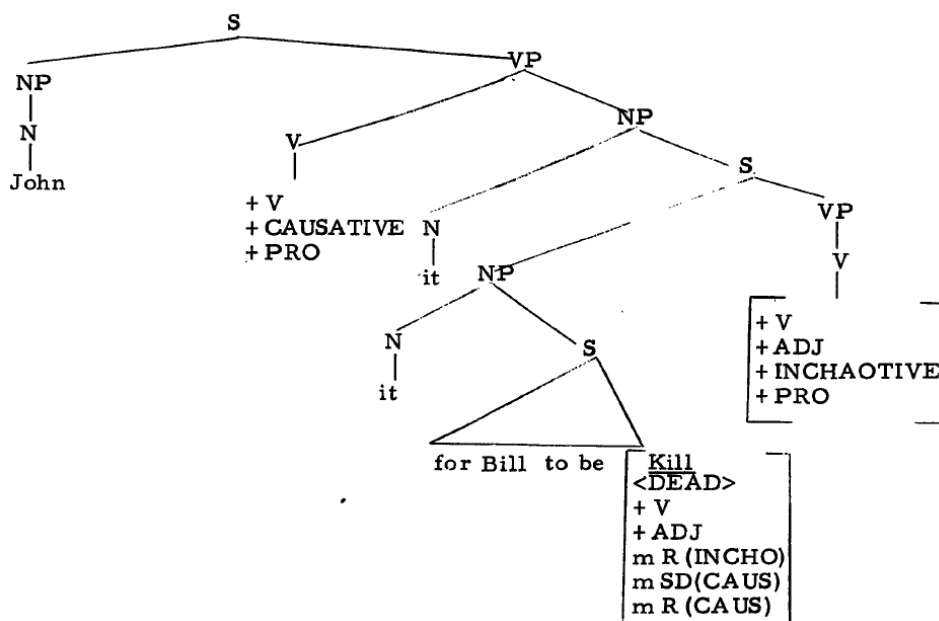 S
NP VP
N V NP
John + V S
+ CAUSATIVE N VP
+ PRO it NP V
N S + V
it + ADJ
+ INCHAOTIVE
+ PRO
for Bill to be Kill
<DEAD>
+ V
+ ADJ
m R (INCHO)
m SD(CAUS)
m R (CAUS)